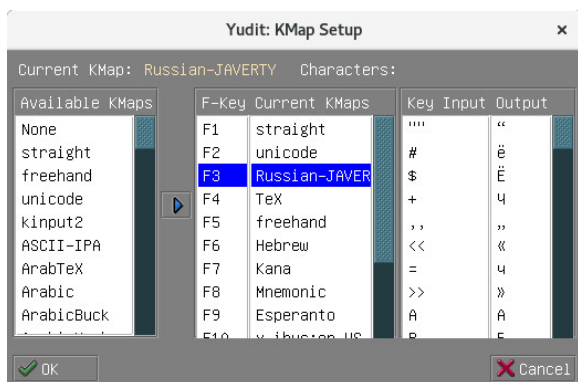 Yudit: KMap Setup
Current KMap: Russian-JAVERTY Characters:
Available KMaps F-Key Current KMaps Key Input Output
None F1 straight "" “
straight F2 unicode # ё
freehand F3 Russian-JAVER $ Ё
unicode F4 TeX + Ч
kinput2 F5 freehand ,, „
ASCII-IPA F6 Hebrew << «
ArabTeX F7 Kana = ч
Arabic F8 Mnemonic >> »
ArabicBuck F9 Esperanto A А
F10
OK Cancel